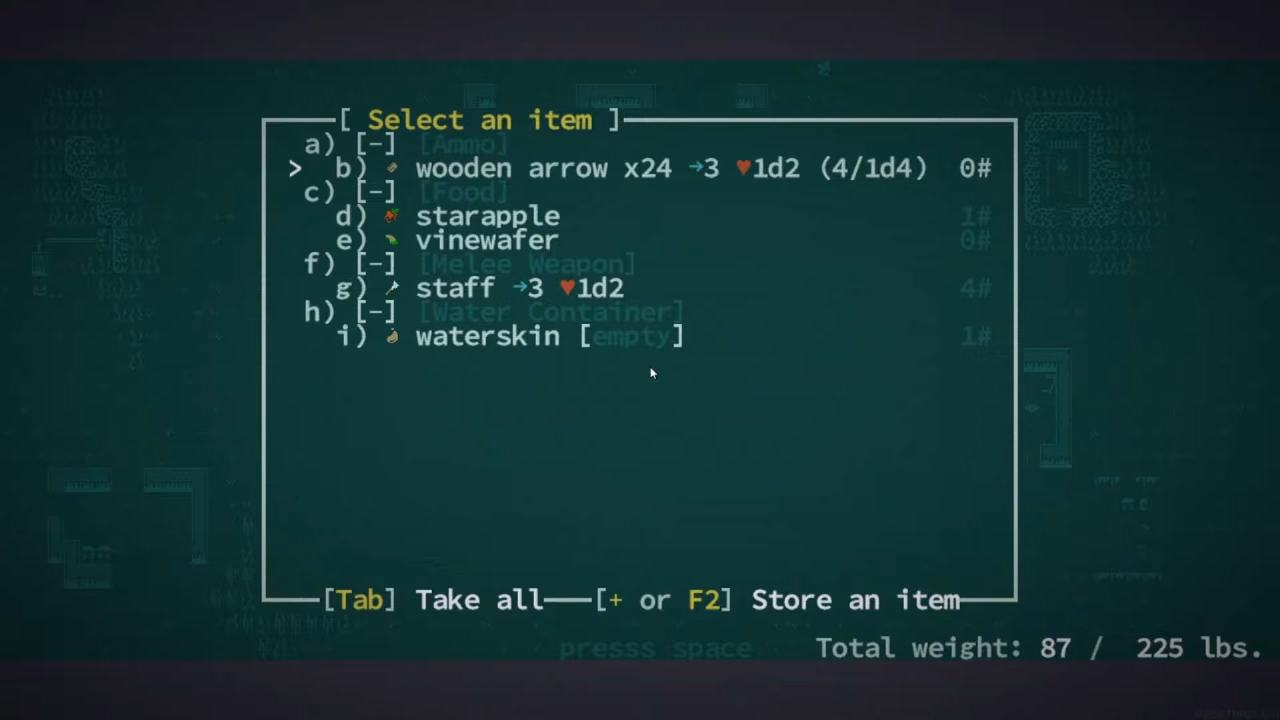 [ Select an item ]
a) [-] [Ammo]
> b) wooden arrow x24 →3 ♥1d2 (4/1d4) 0#
c) [-] [Food]
d) starapple 1#
e) vinewafer 0#
f) [-] [Melee Weapon]
g) staff →3 ♥1d2 4#
h) [-] [Water Container]
i) waterskin [empty] 1#
[Tab] Take all [+ or F2] Store an item
presss space
Total weight: 87 / 225 lbs.